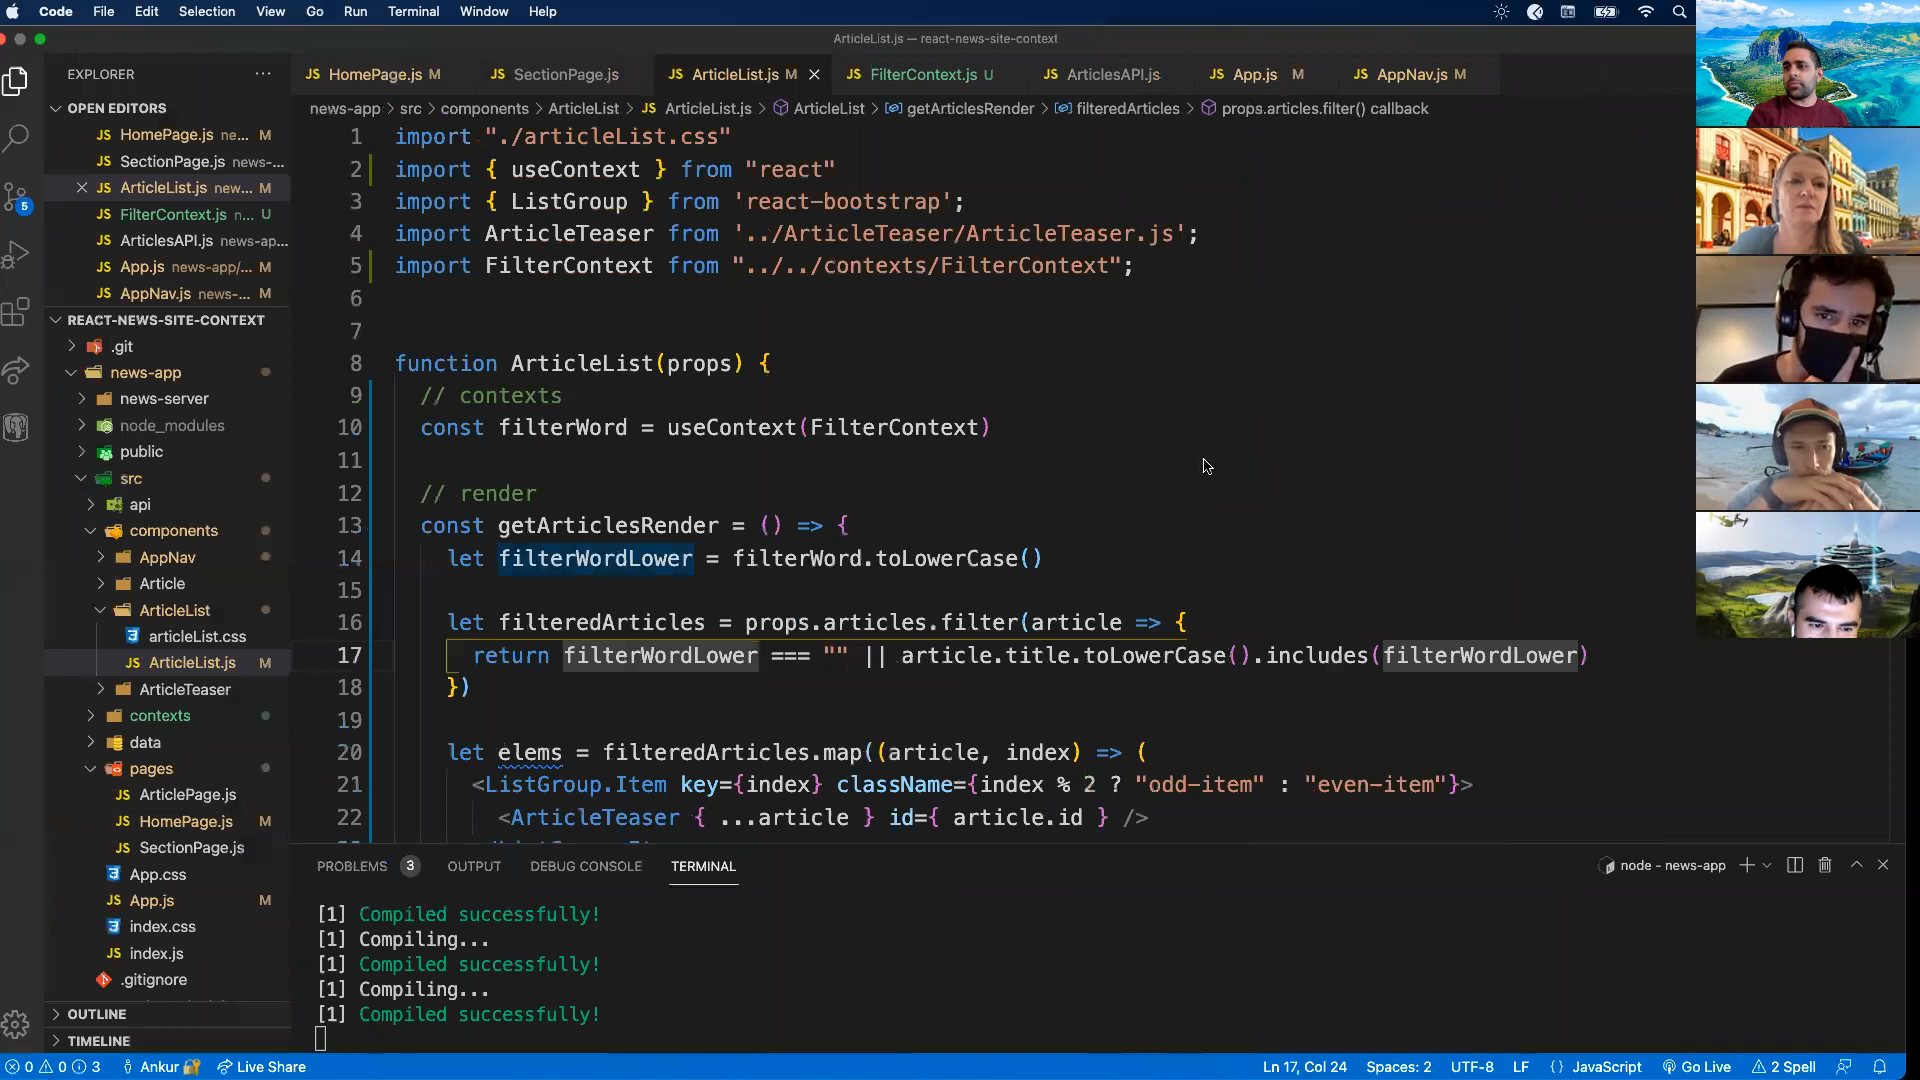 Code File Edit Selection View Go Run Terminal Window Help
ArticleList.js — react-news-site-context
EXPLORER ...
HomePage.js M
SectionPage.js
ArticleList.js M
FilterContext.js U
ArticlesAPI.js
App.js M
AppNav.js M
OPEN EDITORS
JS HomePage.js ne... M
JS SectionPage.js news-...
JS ArticleList.js new... M
JS FilterContext.js n... U
JS ArticlesAPI.js news-ap...
JS App.js news-app/... M
JS AppNav.js news-... M
REACT-NEWS-SITE-CONTEXT
.git
news-app
news-server
node_modules
public
src
api
components
AppNav
Article
ArticleList
articleList.css
JS ArticleList.js M
ArticleTeaser
contexts
data
pages
JS ArticlePage.js
JS HomePage.js M
JS SectionPage.js
App.css
JS App.js M
index.css
JS index.js
.gitignore
OUTLINE
TIMELINE
5
news-app > src > components > ArticleList > JS ArticleList.js > ArticleList > getArticlesRender > filteredArticles > props.articles.filter() callback
1 import "./articleList.css"
2 import { useContext } from "react"
3 import { ListGroup } from 'react-bootstrap';
4 import ArticleTeaser from '../ArticleTeaser/ArticleTeaser.js';
5 import FilterContext from "../../contexts/FilterContext";
6
7
8 function ArticleList(props) {
9 // contexts
10 const filterWord = useContext(FilterContext)
11
12 // render
13 const getArticlesRender = () => {
14 let filterWordLower = filterWord.toLowerCase()
15
16 let filteredArticles = props.articles.filter(article => {
17 return filterWordLower === "" || article.title.toLowerCase().includes(filterWordLower)
18 })
19
20 let elems = filteredArticles.map((article, index) => (
21 <ListGroup.Item key={index} className={index % 2 ? "odd-item" : "even-item"}>
22 <ArticleTeaser { ...article } id={ article.id } />
PROBLEMS 3 OUTPUT DEBUG CONSOLE TERMINAL
node - news-app
[1] Compiled successfully!
[1] Compiling...
[1] Compiled successfully!
[1] Compiling...
[1] Compiled successfully!
0 0 3 Ankur Live Share
Ln 17, Col 24 Spaces: 2 UTF-8 LF {} JavaScript Go Live 2 Spell